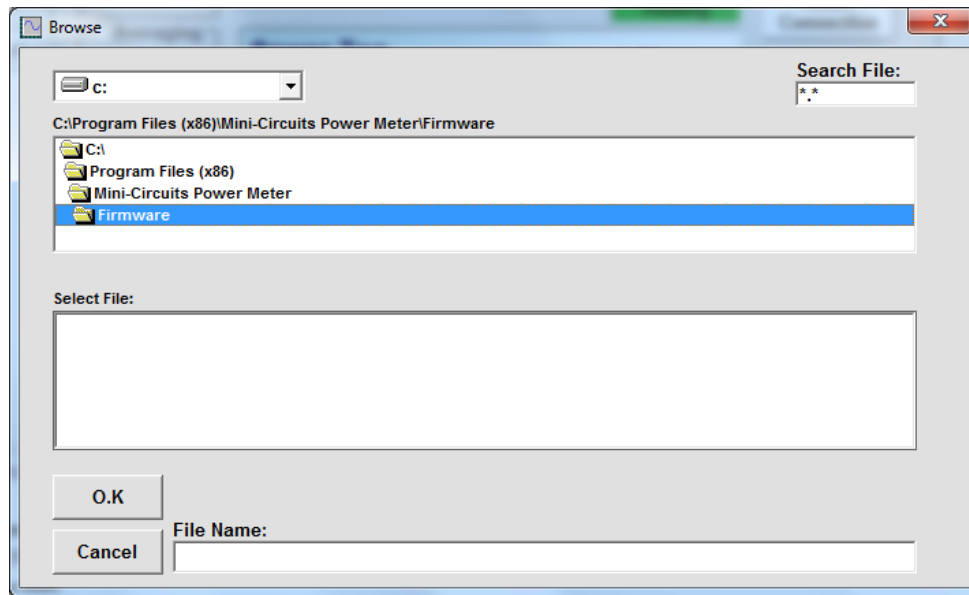 Browse
Connection
X
c:
Search File:
*.*
C:\Program Files (x86)\Mini-Circuits Power Meter\Firmware
C:\
Program Files (x86)
Mini-Circuits Power Meter
Firmware
Select File:
O.K
File Name:
Cancel